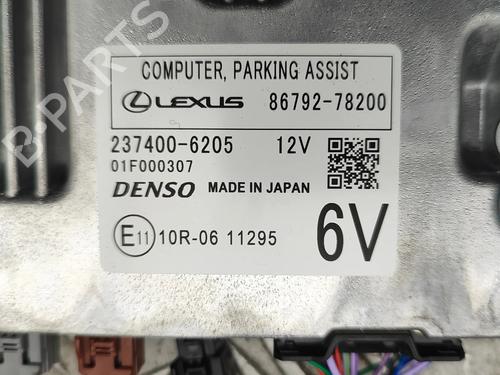 B-PARTS
COMPUTER, PARKING ASSIST
LEXUS 86792-78200
237400-6205 12V
01F000307
DENSO MADE IN JAPAN
E11 10R-06 11295 6V